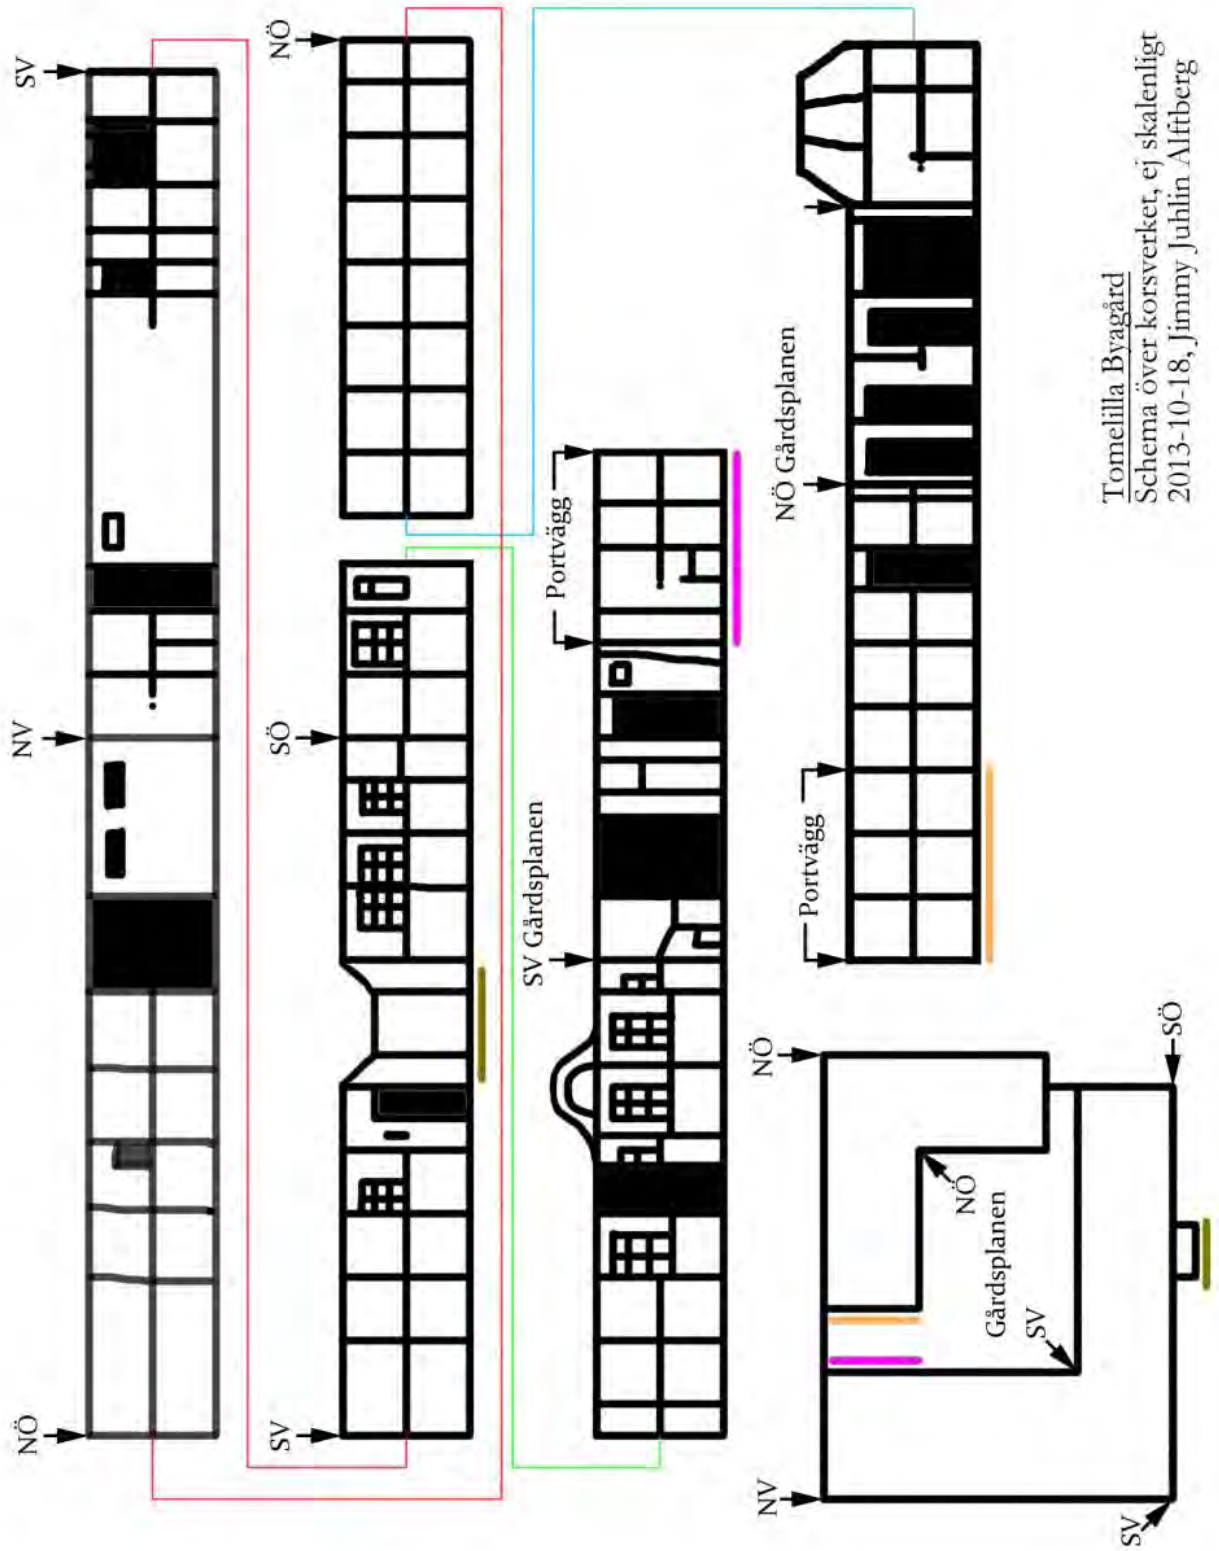 SV
NÖ
NV
NÖ
NÖ
SÖ
SV
Portvägg
SV Gårdsplanen
NÖ Gårdsplanen
Portvägg
NÖ
NV
NÖ
Gårdsplanen
SV
SÖ
SV
Tomelilla Byagård
Schema över korsverket, ej skalenligt
2013-10-18, Jimmy Juhlin Alftberg